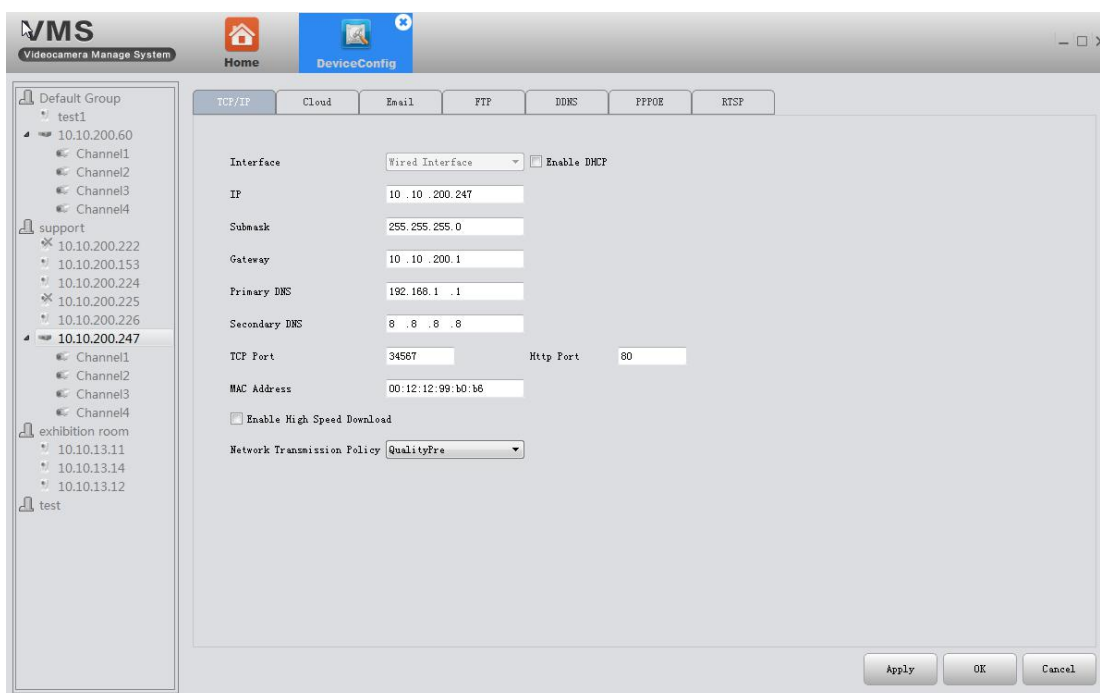 VMS
Videocamera Manage System
Home
DeviceConfig
Default Group
test1
10.10.200.60
Channel1
Channel2
Channel3
Channel4
support
10.10.200.222
10.10.200.153
10.10.200.224
10.10.200.225
10.10.200.226
10.10.200.247
Channel1
Channel2
Channel3
Channel4
exhibition room
10.10.13.11
10.10.13.14
10.10.13.12
test
TCP/IP Cloud Email FTP DDNS PPPOE RTSP
Interface Wired Interface Enable DHCP
IP 10 .10 .200.247
Submask 255.255.255.0
Gateway 10 .10 .200.1
Primary DNS 192.168.1 .1
Secondary DNS 8 .8 .8 .8
TCP Port 34567 Http Port 80
MAC Address 00:12:12:99:b0:b6
Enable High Speed Download
Network Transmission Policy QualityPre
Apply OK Cancel